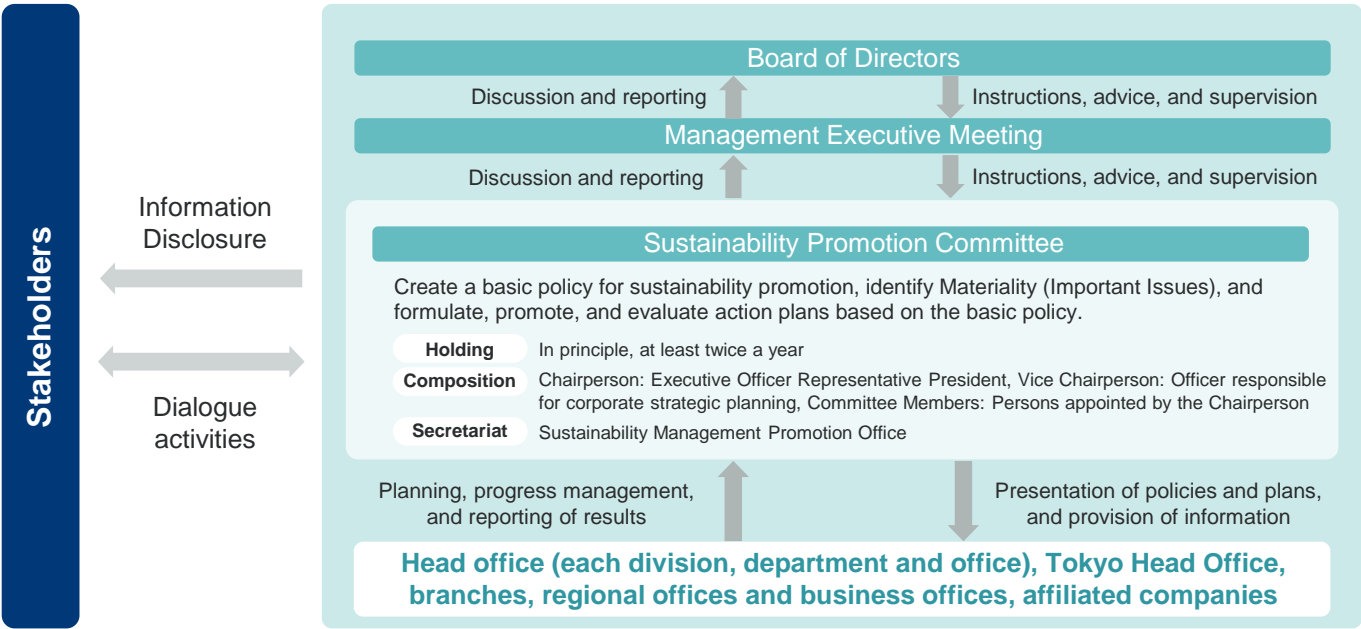 Stakeholders
Information
Disclosure
Dialogue
activities
Board of Directors
Discussion and reporting
Instructions, advice, and supervision
Management Executive Meeting
Discussion and reporting
Instructions, advice, and supervision
Sustainability Promotion Committee
Create a basic policy for sustainability promotion, identify Materiality (Important Issues), and
formulate, promote, and evaluate action plans based on the basic policy.
Holding In principle, at least twice a year
Composition Chairperson: Executive Officer Representative President, Vice Chairperson: Officer responsible
for corporate strategic planning, Committee Members: Persons appointed by the Chairperson
Secretariat Sustainability Management Promotion Office
Planning, progress management,
and reporting of results
Presentation of policies and plans,
and provision of information
Head office (each division, department and office), Tokyo Head Office,
branches, regional offices and business offices, affiliated companies